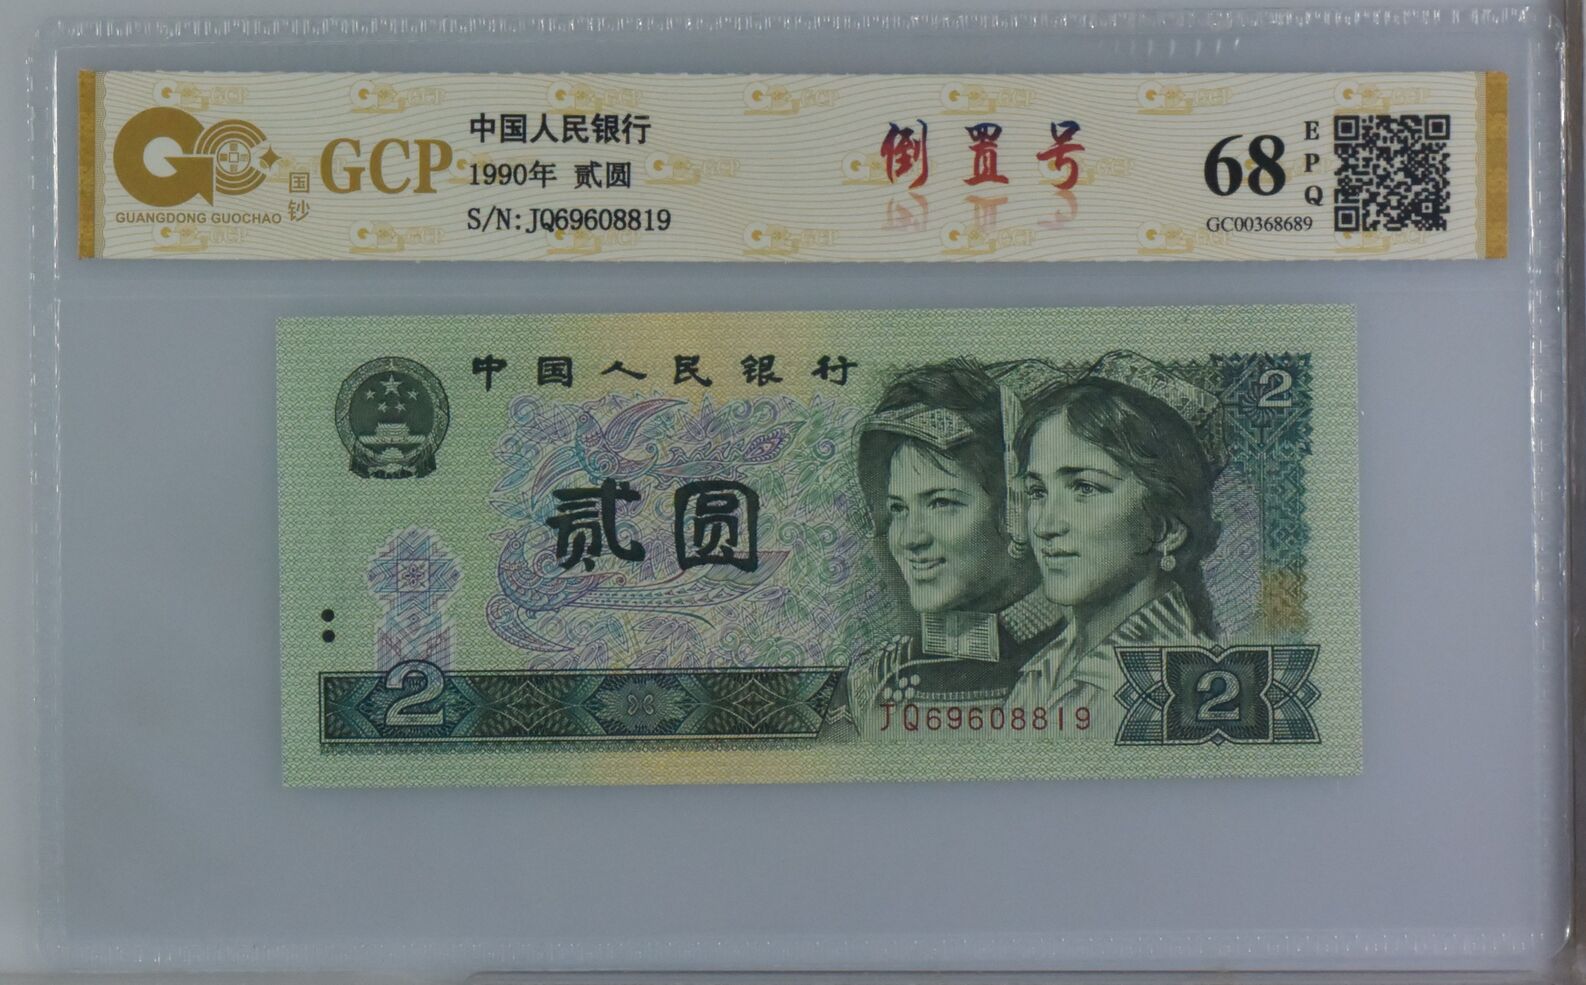 GCP
国钞
GUANGDONG GUOCHAO
中国人民银行
1990年 贰圆
S/N:JQ69608819
倒置号
68
EPQ
GC00368689
中国人民银行
2
贰圆
2
JQ69608819
2